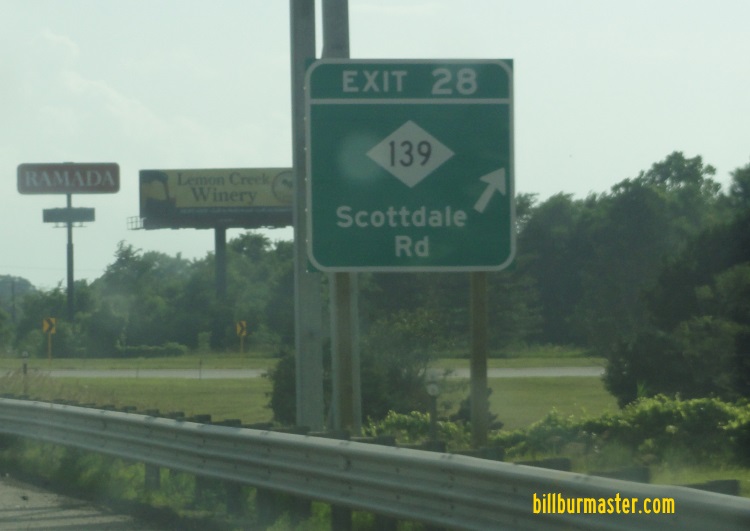 EXIT 28
139
Scottdale
Rd
RAMADA
Lemon Creek
Winery
billburmaster.com